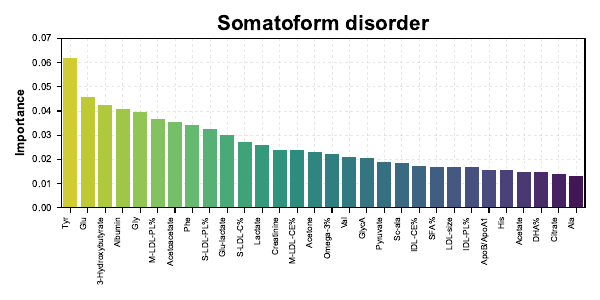 Somatoform disorder
Importance
0.07
0.06
0.05
0.04
0.03
0.02
0.01
0.00
Tyr
Glu
3-Hydroxybutyrate
Albumin
Gly
M-LDL-PL%
Acetoacetate
Phe
S-LDL-PL%
Glu-lactate
S-LDL-C%
Lactate
Creatinine
M-LDL-CE%
Acetone
Omega-3%
Val
GlycA
Pyruvate
Sc-ala
IDL-CE%
SFA%
LDL-size
IDL-PL%
ApoB/ApoA1
His
Acetate
DHA%
Citrate
Ala